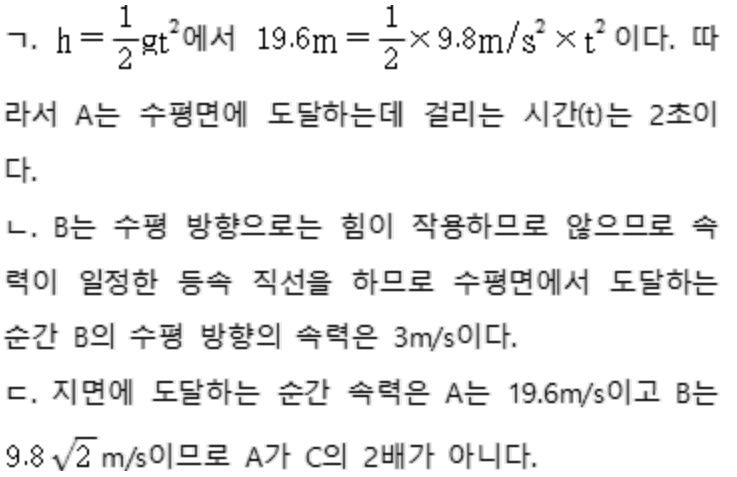 ㄱ. h = 1/2 gt²에서 19.6m = 1/2 × 9.8m/s² × t² 이다. 따
라서 A는 수평면에 도달하는데 걸리는 시간(t)는 2초이
다.
ㄴ. B는 수평 방향으로는 힘이 작용하므로 않으므로 속
력이 일정한 등속 직선을 하므로 수평면에서 도달하는
순간 B의 수평 방향의 속력은 3m/s이다.
ㄷ. 지면에 도달하는 순간 속력은 A는 19.6m/s이고 B는
9.8√2 m/s이므로 A가 C의 2배가 아니다.